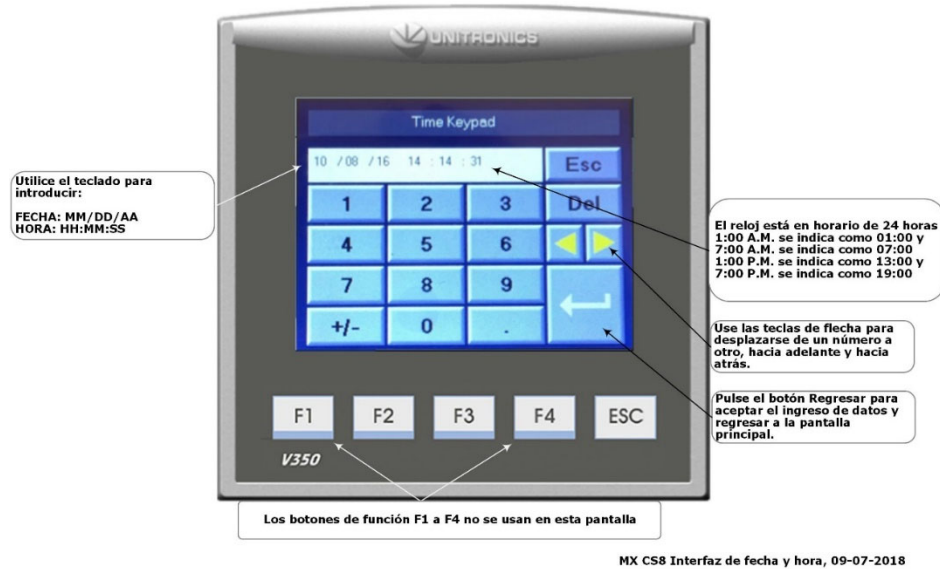 UNITRONICS
Time Keypad
10 /08 /16 14 : 14 : 31
Esc
1 2 3 Del
4 5 6
7 8 9
+/- 0 .
F1 F2 F3 F4 ESC
V350
Utilice el teclado para
introducir:
FECHA: MM/DD/AA
HORA: HH:MM:SS
El reloj está en horario de 24 horas
1:00 A.M. se indica como 01:00 y
7:00 A.M. se indica como 07:00
1:00 P.M. se indica como 13:00 y
7:00 P.M. se indica como 19:00
Use las teclas de flecha para
desplazarse de un número a
otro, hacia adelante y hacia
atrás.
Pulse el botón Regresar para
aceptar el ingreso de datos y
regresar a la pantalla
principal.
Los botones de función F1 a F4 no se usan en esta pantalla
MX CS8 Interfaz de fecha y hora, 09-07-2018